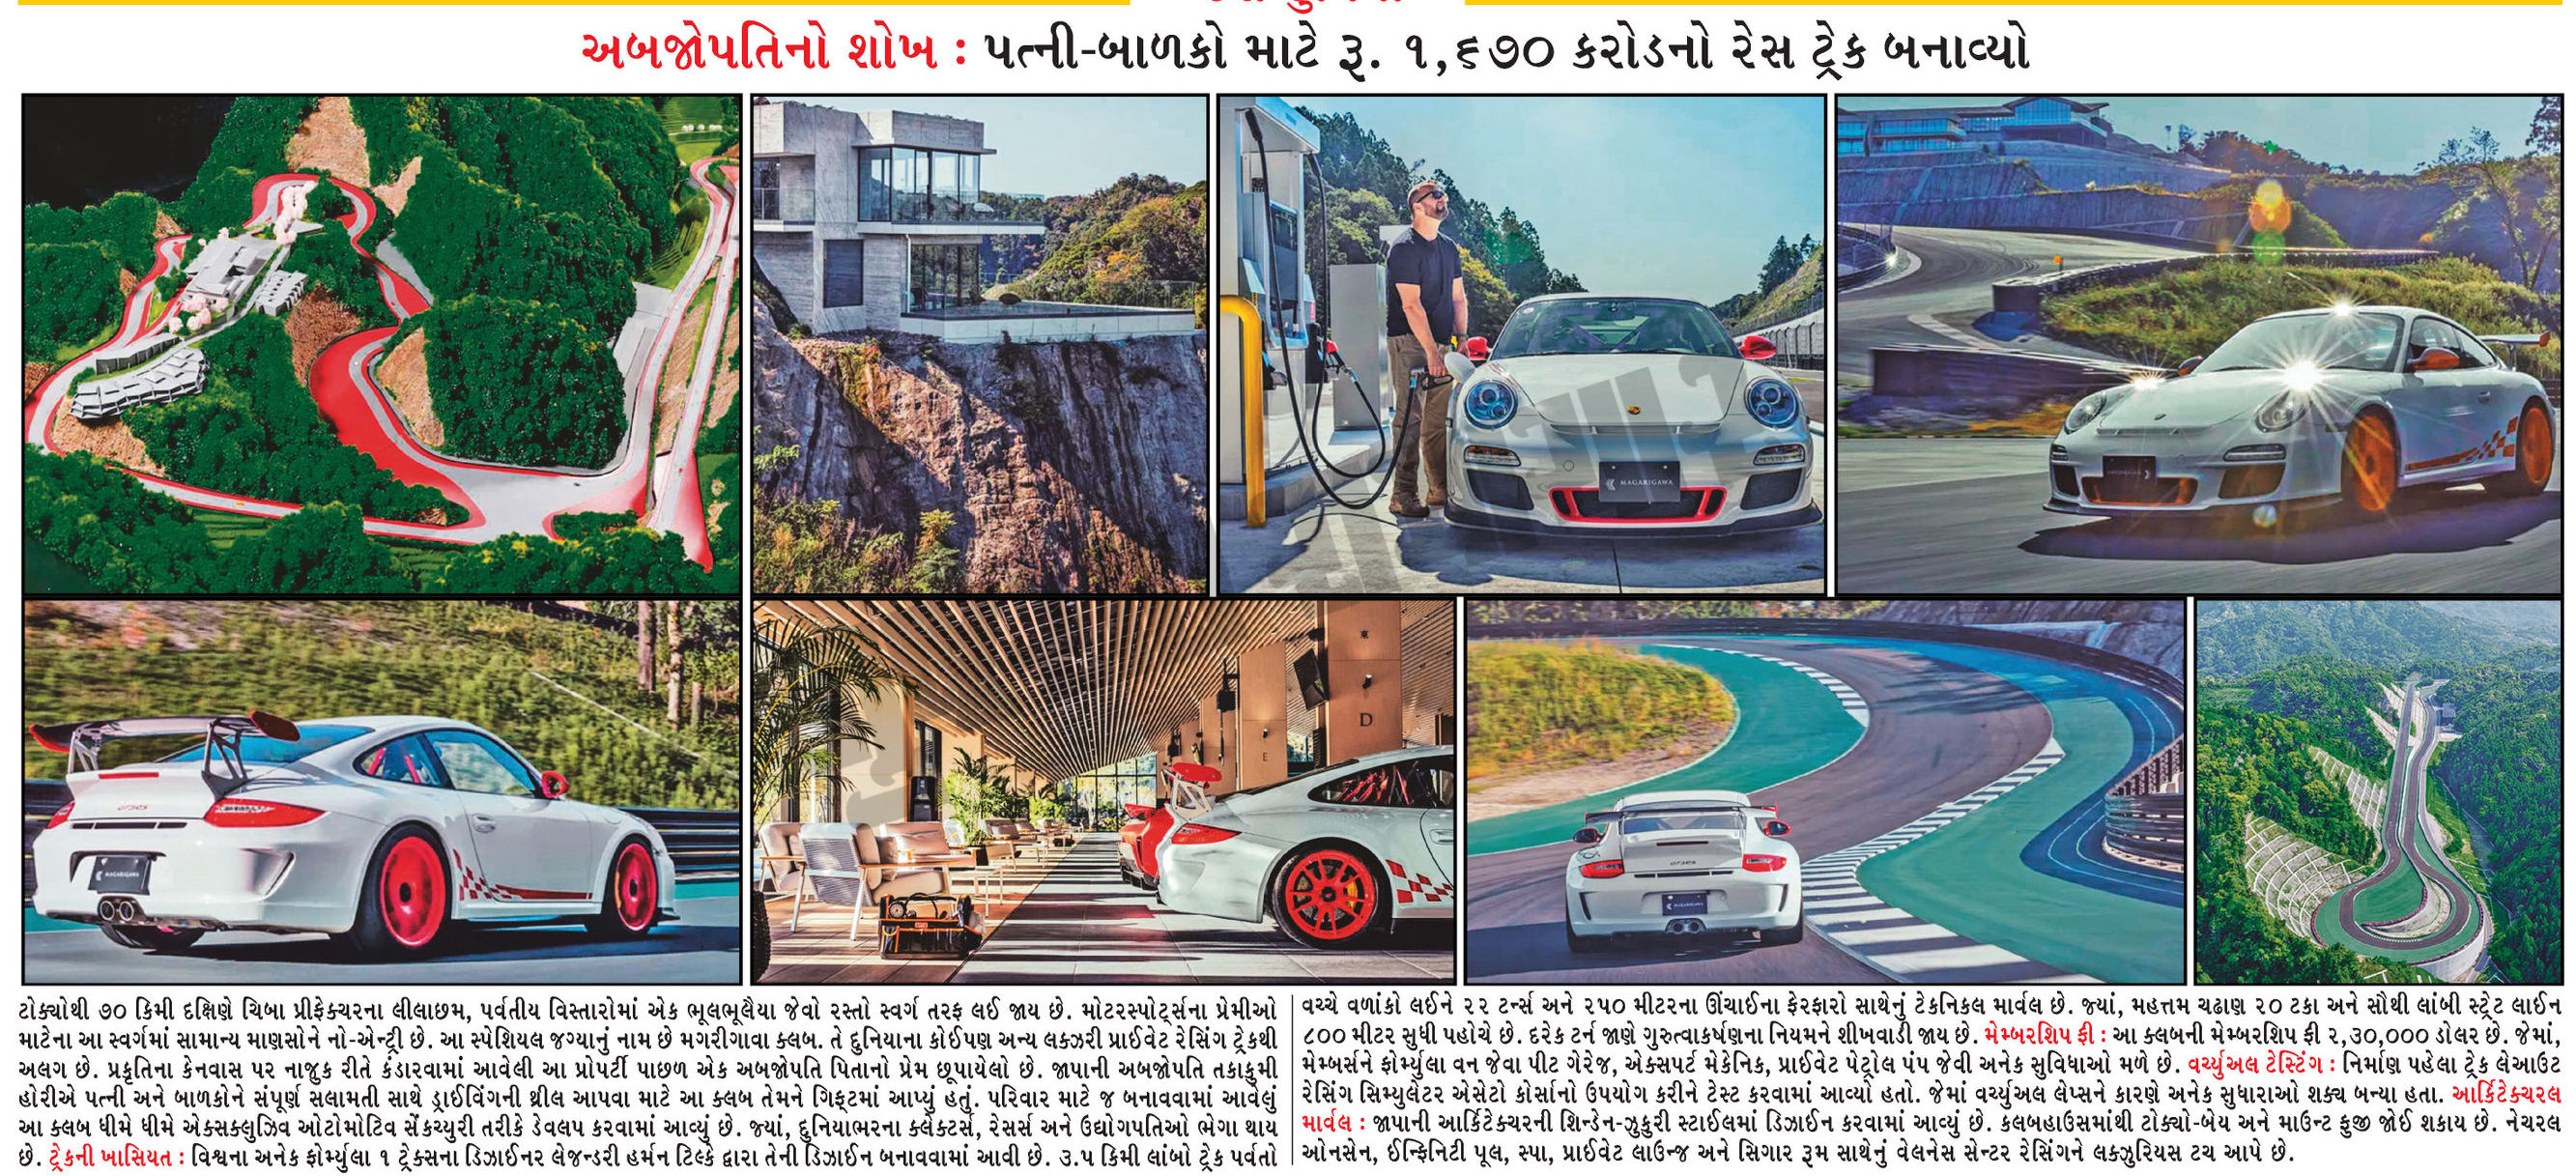 અબજોપતિનો શોખ : પત્ની-બાળકો માટે રૂ. ૧,૬૭૦ કરોડનો રેસ ટ્રેક બનાવ્યો
MAGARIGAWA
GT3RS
MAGARIGAWA
東
D
E
GT3RS
MAGARIGAWA
ટોક્યોથી ૭૦ કિમી દક્ષિણે ચિબા પ્રીફેક્ચરના લીલાછમ, પર્વતીય વિસ્તારોમાં એક ભૂલભૂલૈયા જેવો રસ્તો સ્વર્ગ તરફ લઈ જાય છે. મોટરસ્પોર્ટ્સના પ્રેમીઓ
માટેના આ સ્વર્ગમાં સામાન્ય માણસોને નો-એન્ટ્રી છે. આ સ્પેશિયલ જગ્યાનું નામ છે મગરીગાવા ક્લબ. તે દુનિયાના કોઈપણ અન્ય લક્ઝરી પ્રાઈવેટ રેસિંગ ટ્રેકથી
અલગ છે. પ્રકૃતિના કેનવાસ પર નાજુક રીતે કંડારવામાં આવેલી આ પ્રોપર્ટી પાછળ એક અબજોપતિ પિતાનો પ્રેમ છૂપાયેલો છે. જાપાની અબજોપતિ તકાકુમી
હોરીએ પત્ની અને બાળકોને સંપૂર્ણ સલામતી સાથે ડ્રાઈવિંગની થ્રીલ આપવા માટે આ ક્લબ તેમને ગિફ્ટમાં આપ્યું હતું. પરિવાર માટે જ બનાવવામાં આવેલું
આ ક્લબ ધીમે ધીમે એક્સક્લુઝિવ ઓટોમોટિવ સેંકચ્યુરી તરીકે ડેવલપ કરવામાં આવ્યું છે. જ્યાં, દુનિયાભરના ક્લેક્ટર્સ, રેસર્સ અને ઉદ્યોગપતિઓ ભેગા થાય
છે. ટ્રેકની ખાસિયત : વિશ્વના અનેક ફોર્મ્યુલા ૧ ટ્રેક્સના ડિઝાઈનર લેજન્ડરી હર્મન ટિલ્કે દ્વારા તેની ડિઝાઈન બનાવવામાં આવી છે. ૩.૫ કિમી લાંબો ટ્રેક પર્વતો
વચ્ચે વળાંકો લઈને ૨૨ ટર્ન્સ અને ૨૫૦ મીટરના ઊંચાઈના ફેરફારો સાથેનું ટેકનિકલ માર્વલ છે. જ્યાં, મહત્તમ ચઢાણ ૨૦ ટકા અને સૌથી લાંબી સ્ટ્રેટ લાઈન
૮૦૦ મીટર સુધી પહોચે છે. દરેક ટર્ન જાણે ગુરુત્વાકર્ષણના નિયમને શીખવાડી જાય છે. મેમ્બરશિપ ફી : આ ક્લબની મેમ્બરશિપ ફી ૨,૩૦,૦૦૦ ડોલર છે. જેમાં,
મેમ્બર્સને ફોર્મ્યુલા વન જેવા પીટ ગેરેજ, એક્સપર્ટ મેકેનિક, પ્રાઈવેટ પેટ્રોલ પંપ જેવી અનેક સુવિધાઓ મળે છે. વર્ચ્યુઅલ ટેસ્ટિંગ : નિર્માણ પહેલા ટ્રેક લેઆઉટ
રેસિંગ સિમ્યુલેટર એસેટો કોર્સાનો ઉપયોગ કરીને ટેસ્ટ કરવામાં આવ્યો હતો. જેમાં વર્ચ્યુઅલ લેપ્સને કારણે અનેક સુધારાઓ શક્ય બન્યા હતા. આર્કિટેક્ચરલ
માર્વલ : જાપાની આર્કિટેક્ચરની શિન્ડેન-ઝુકુરી સ્ટાઈલમાં ડિઝાઈન કરવામાં આવ્યું છે. કલબહાઉસમાંથી ટોક્યો-બેય અને માઉન્ટ ફુજી જોઈ શકાય છે. નેચરલ
ઓનસેન, ઈન્ફિનિટી પૂલ, સ્પા, પ્રાઈવેટ લાઉન્જ અને સિગાર રૂમ સાથેનું વેલનેસ સેન્ટર રેસિંગને લક્ઝુરિયસ ટચ આપે છે.